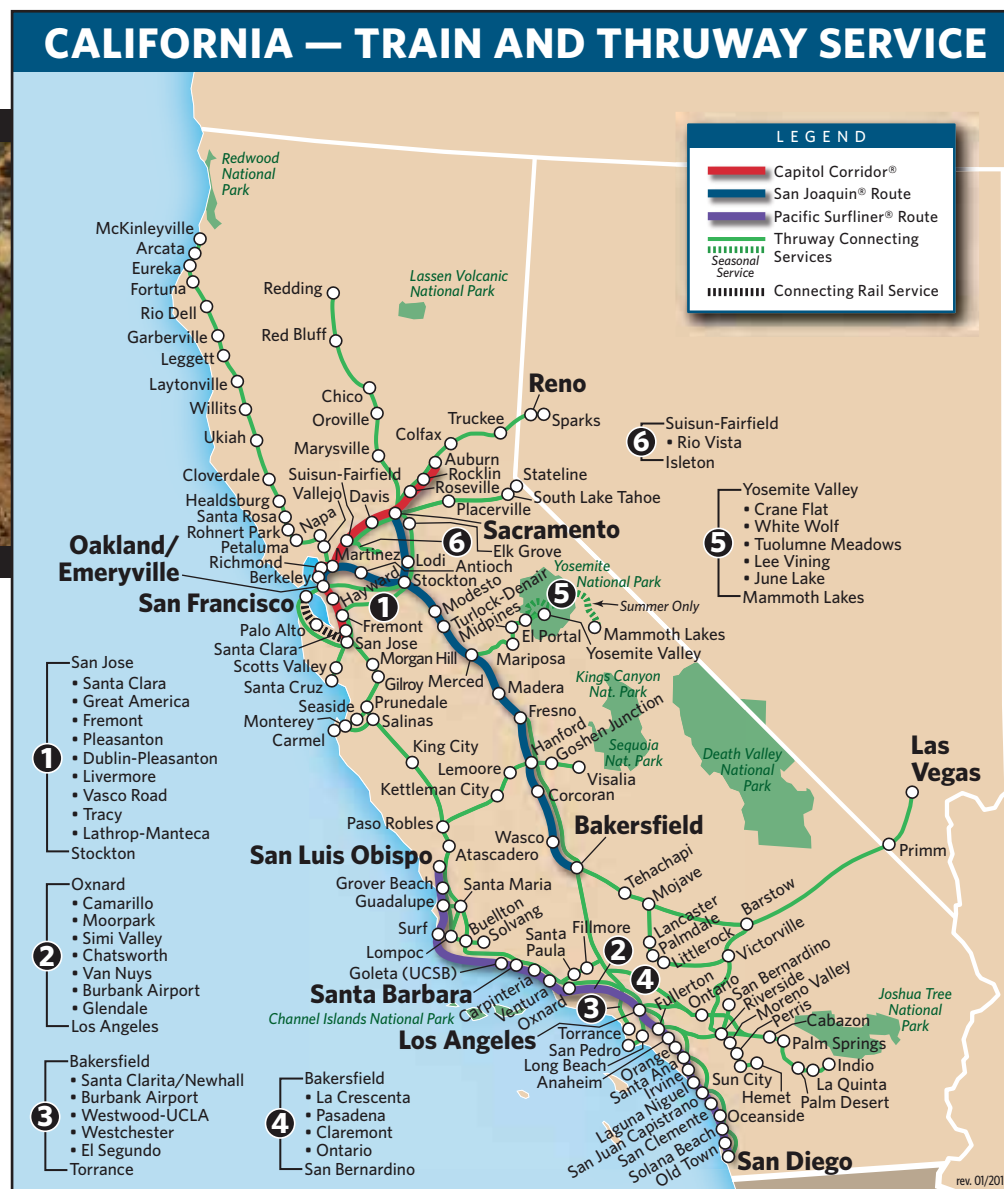 CALIFORNIA — TRAIN AND THRUWAY SERVICE
LEGEND
Capitol Corridor®
San Joaquin® Route
Pacific Surfliner® Route
Thruway Connecting
Services
Seasonal
Service
Connecting Rail Service
Redwood
National
Park
McKinleyville
Arcata
Eureka
Fortuna
Rio Dell
Garberville
Leggett
Laytonville
Willits
Ukiah
Cloverdale
Healdsburg
Santa Rosa
Rohnert Park
Petaluma
Napa
Vallejo
Suisun-Fairfield
Davis
Martinez
Richmond
Berkeley
Oakland/
Emeryville
San Francisco
Lassen Volcanic
National Park
Redding
Red Bluff
Chico
Oroville
Marysville
Reno
Sparks
Truckee
Colfax
Auburn
Rocklin
Roseville
Stateline
South Lake Tahoe
Placerville
Sacramento
Elk Grove
Lodi
Antioch
Stockton
6
1
Hayward
Fremont
Palo Alto
Santa Clara
San Jose
Scotts Valley
Santa Cruz
Morgan Hill
Gilroy
Prunedale
Seaside
Monterey
Salinas
Carmel
Modesto
Turlock-Denair
Midpines
El Portal
Mariposa
Merced
Yosemite
National Park
5
Summer Only
Mammoth Lakes
Yosemite Valley
Madera
Fresno
Kings Canyon
Nat. Park
Hanford
Goshen Junction
Sequoia
Nat. Park
Visalia
Corcoran
King City
Lemoore
Kettleman City
Paso Robles
Atascadero
Wasco
Bakersfield
Death Valley
National
Park
Las
Vegas
Primm
San Luis Obispo
Grover Beach
Guadalupe
Santa Maria
Surf
Lompoc
Buellton
Solvang
Goleta (UCSB)
Santa Barbara
Carpinteria
Ventura
Oxnard
Channel Islands National Park
Santa
Paula
Fillmore
2
3
4
Los Angeles
Tehachapi
Mojave
Lancaster
Palmdale
Littlerock
Barstow
Victorville
San Bernardino
Riverside
Moreno Valley
Perris
Fullerton
Ontario
Torrance
San Pedro
Long Beach
Anaheim
Orange
Santa Ana
Irvine
Laguna Niguel
San Juan Capistrano
San Clemente
Oceanside
Solana Beach
Old Town
San Diego
Sun City
Hemet
Cabazon
Palm Springs
Indio
La Quinta
Palm Desert
Joshua Tree
National
Park
6
Suisun-Fairfield
• Rio Vista
Isleton
5
Yosemite Valley
• Crane Flat
• White Wolf
• Tuolumne Meadows
• Lee Vining
• June Lake
Mammoth Lakes
1
San Jose
• Santa Clara
• Great America
• Fremont
• Pleasanton
• Dublin-Pleasanton
• Livermore
• Vasco Road
• Tracy
• Lathrop-Manteca
Stockton
2
Oxnard
• Camarillo
• Moorpark
• Simi Valley
• Chatsworth
• Van Nuys
• Burbank Airport
• Glendale
Los Angeles
3
Bakersfield
• Santa Clarita/Newhall
• Burbank Airport
• Westwood-UCLA
• Westchester
• El Segundo
Torrance
4
Bakersfield
• La Crescenta
• Pasadena
• Claremont
• Ontario
San Bernardino
rev. 01/201